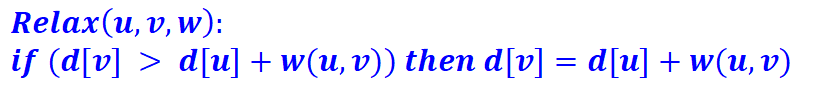 Relax(u, v, w):
if (d[v] > d[u] + w(u, v)) then d[v] = d[u] + w(u, v)